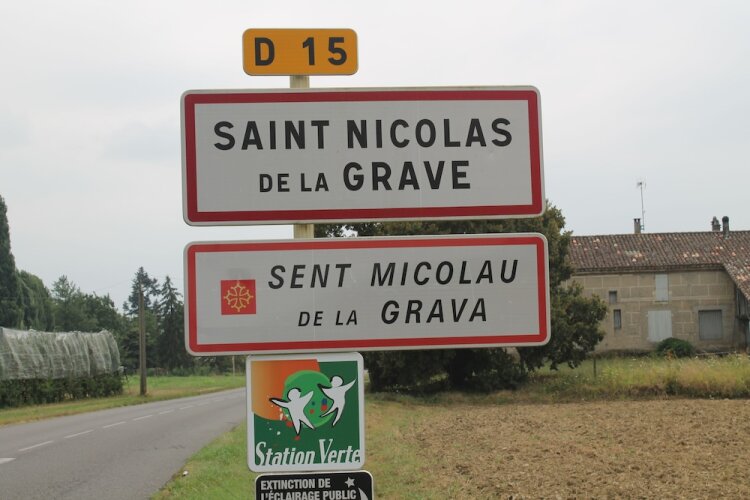 D 15
SAINT NICOLAS
DE LA GRAVE
SENT MICOLAU
DE LA GRAVA
Station Verte
EXTINCTION DE
L'ÉCLAIRAGE PUBLIC